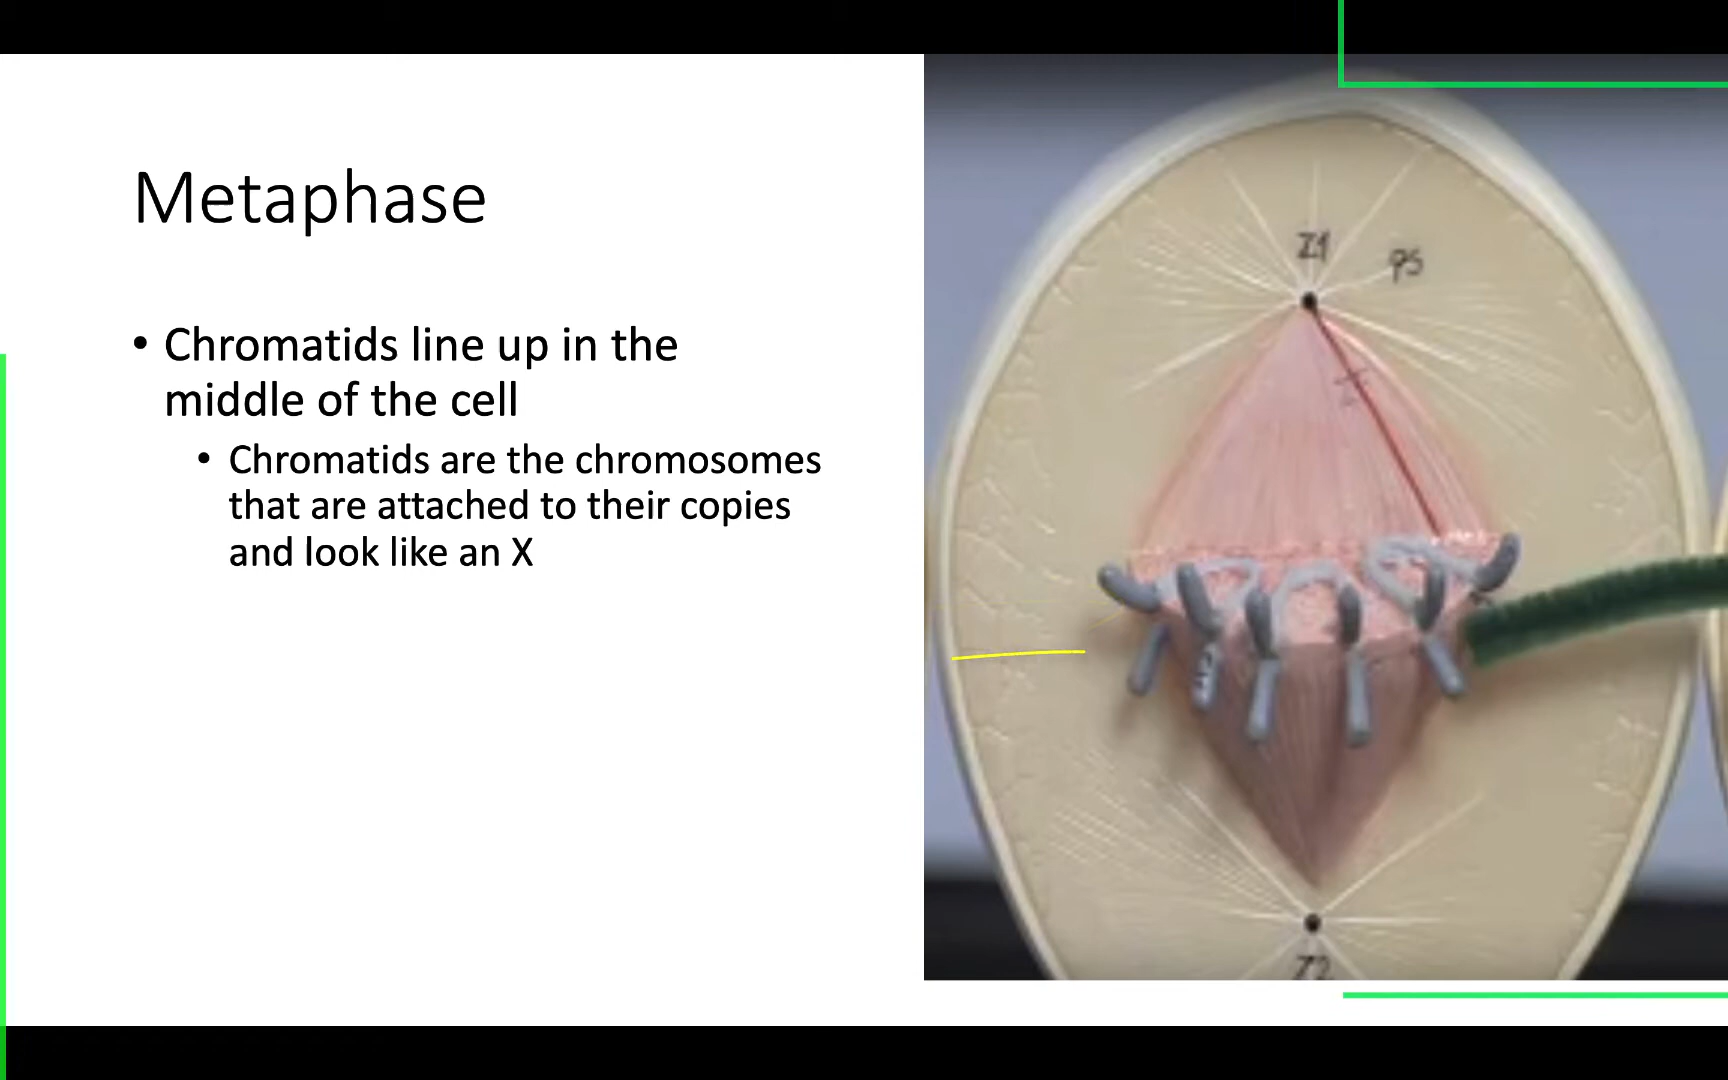 Metaphase
• Chromatids line up in the
middle of the cell
• Chromatids are the chromosomes
that are attached to their copies
and look like an X
Z1
PS
Z2